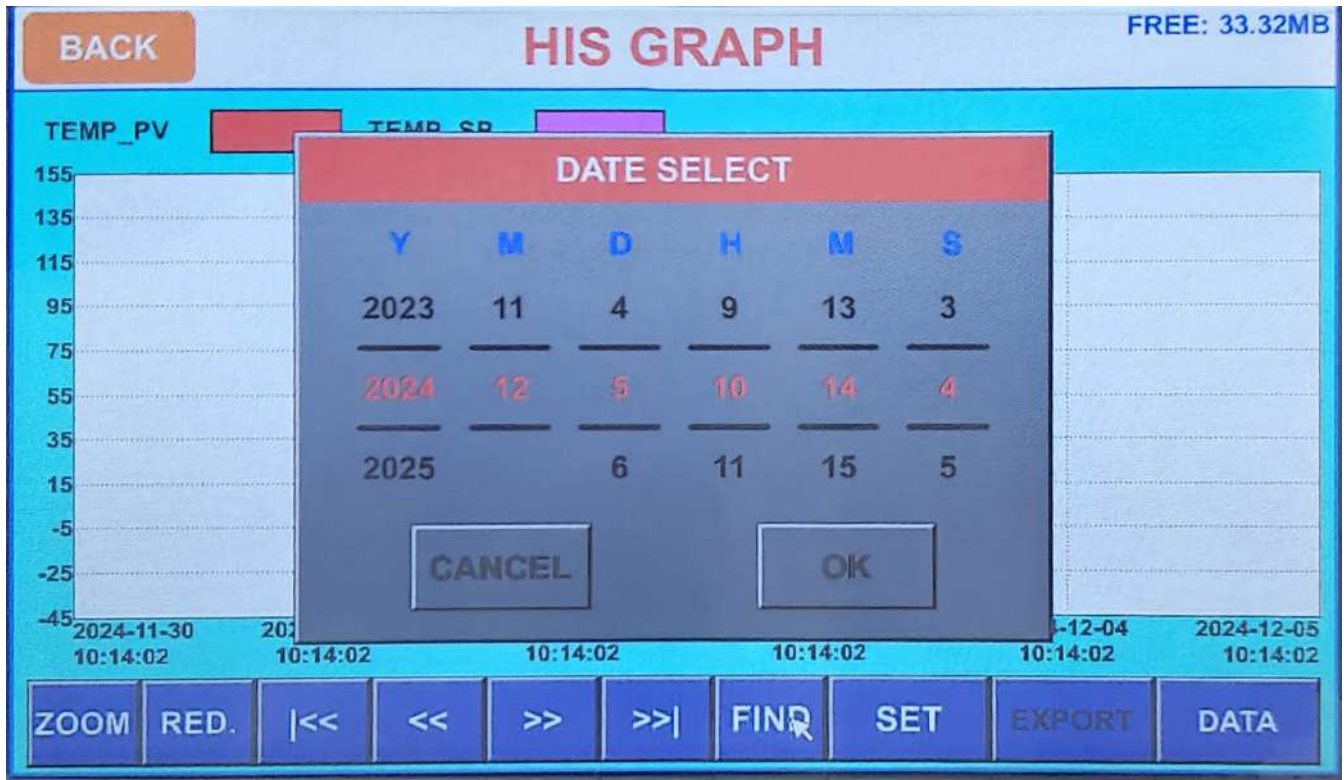 BACK
HIS GRAPH
FREE: 33.32MB
TEMP_PV
DATE SELECT
Y M D H M S
2023 11 4 9 13 3
2024 12 5 10 14 4
2025 6 11 15 5
CANCEL OK
155
135
115
95
75
55
35
15
-5
-25
-45
2024-11-30 2024-12-05
10:14:02 10:14:02 10:14:02 10:14:02 10:14:02 10:14:02
ZOOM RED. |<< << >> >>| FIND SET EXPORT DATA